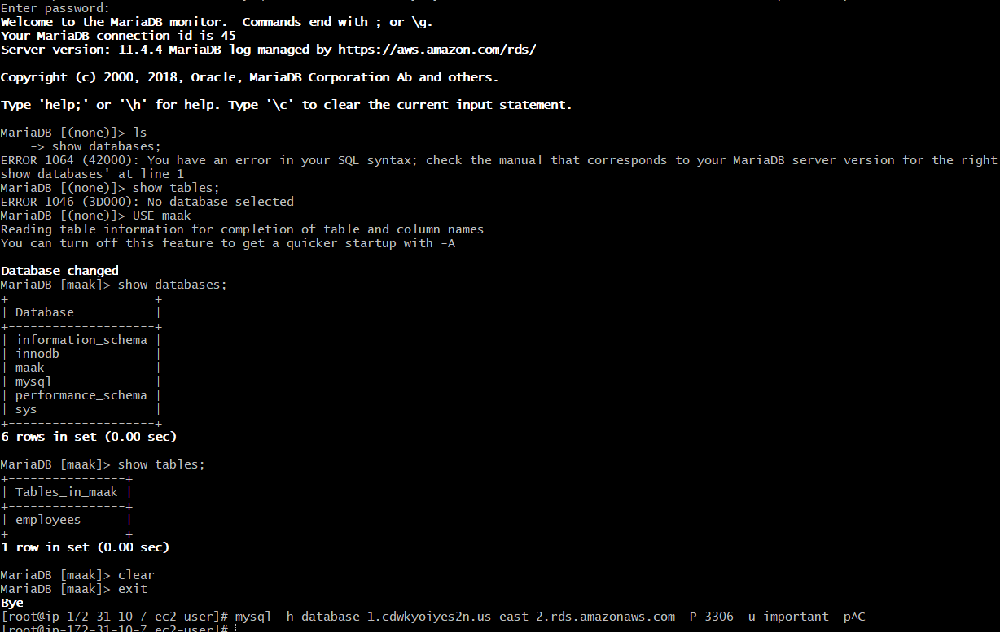 Enter password:
Welcome to the MariaDB monitor.  Commands end with ; or \g.
Your MariaDB connection id is 45
Server version: 11.4.4-MariaDB-log managed by https://aws.amazon.com/rds/
Copyright (c) 2000, 2018, Oracle, MariaDB Corporation Ab and others.
Type 'help;' or '\h' for help. Type '\c' to clear the current input statement.
MariaDB [(none)]> ls
    -> show databases;
ERROR 1064 (42000): You have an error in your SQL syntax; check the manual that corresponds to your MariaDB server version for the right
show databases' at line 1
MariaDB [(none)]> show tables;
ERROR 1046 (3D000): No database selected
MariaDB [(none)]> USE maak
Reading table information for completion of table and column names
You can turn off this feature to get a quicker startup with -A
Database changed
MariaDB [maak]> show databases;
+--------------------+
| Database           |
+--------------------+
| information_schema |
| innodb             |
| maak               |
| mysql              |
| performance_schema |
| sys                |
+--------------------+
6 rows in set (0.00 sec)
MariaDB [maak]> show tables;
+----------------+
| Tables_in_maak |
+----------------+
| employees      |
+----------------+
1 row in set (0.00 sec)
MariaDB [maak]> clear
MariaDB [maak]> exit
Bye
[root@ip-172-31-10-7 ec2-user]# mysql -h database-1.cdwkyoiyes2n.us-east-2.rds.amazonaws.com -P 3306 -u important -p^C
[root@ip-172-31-10-7 ec2-user]#